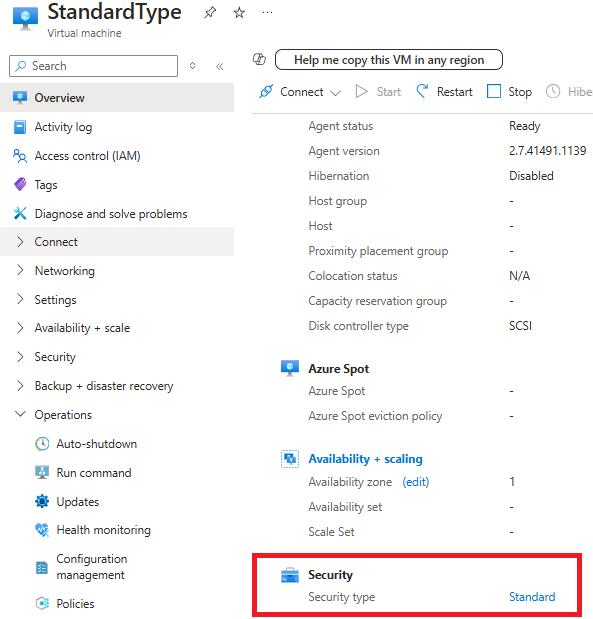 StandardType
Virtual machine
Search
Overview
Activity log
Access control (IAM)
Tags
Diagnose and solve problems
Connect
Networking
Settings
Availability + scale
Security
Backup + disaster recovery
Operations
Auto-shutdown
Run command
Updates
Health monitoring
Configuration
management
Policies
Help me copy this VM in any region
Connect Start Restart Stop Hibe
Agent status Ready
Agent version 2.7.41491.1139
Hibernation Disabled
Host group -
Host -
Proximity placement group -
Colocation status N/A
Capacity reservation group -
Disk controller type SCSI
Azure Spot
Azure Spot -
Azure Spot eviction policy -
Availability + scaling
Availability zone (edit) 1
Availability set -
Scale Set -
Security
Security type Standard